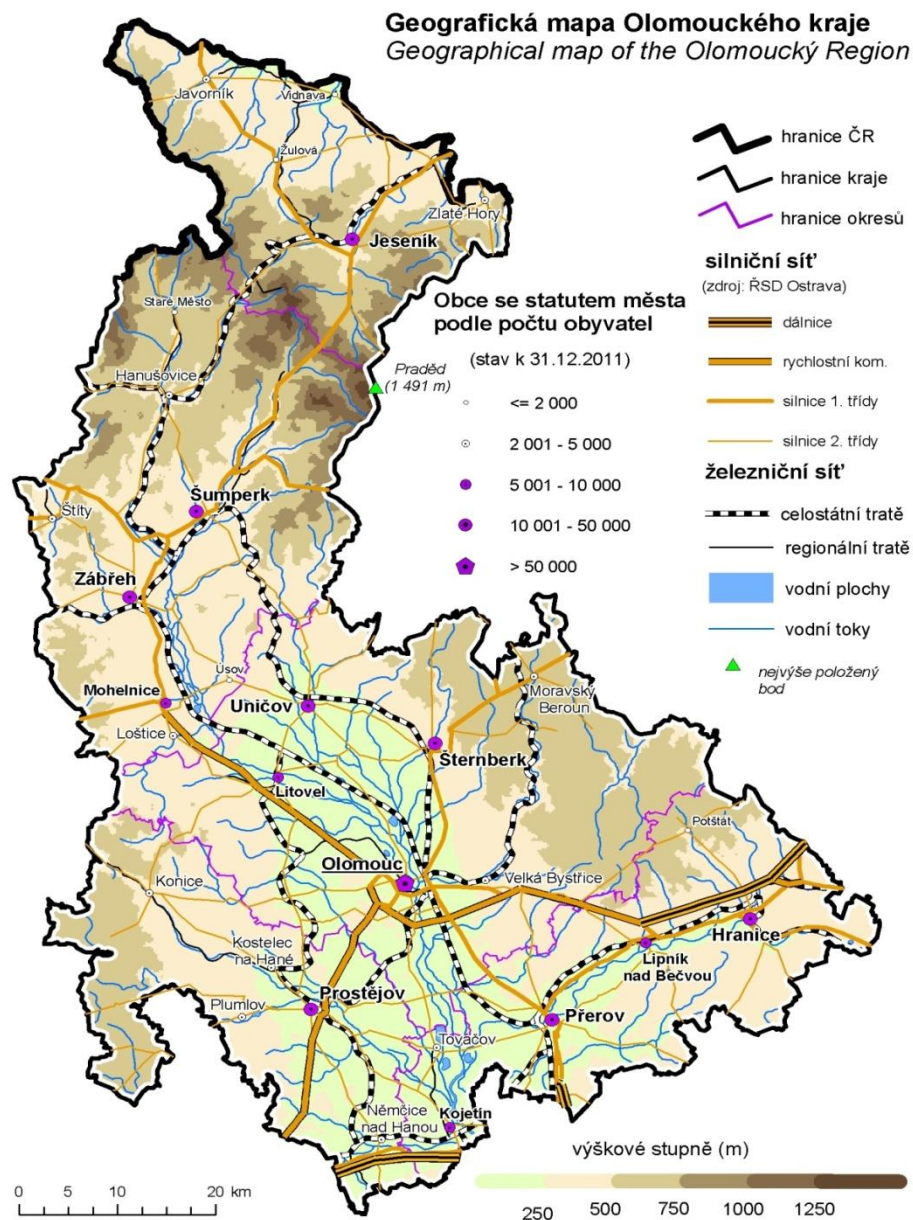 Geografická mapa Olomouckého kraje
Geographical map of the Olomoucký Region
hranice ČR
hranice kraje
hranice okresů
silniční síť
(zdroj: ŘSD Ostrava)
dálnice
rychlostní kom.
silnice 1. třídy
silnice 2. třídy
železniční síť
celostátní tratě
regionální tratě
vodní plochy
vodní toky
nejvýše položený
bod
Obce se statutem města
podle počtu obyvatel
(stav k 31.12.2011)
<= 2 000
2 001 - 5 000
5 001 - 10 000
10 001 - 50 000
> 50 000
Javorník
Vidnava
Žulová
Zlaté Hory
Jeseník
Staré Město
Praděd
(1 491 m)
Hanušovice
Šumperk
Štíty
Zábřeh
Úsov
Mohelnice
Uničov
Moravský
Beroun
Loštice
Šternberk
Litovel
Potštát
Olomouc
Velká Bystřice
Konice
Hranice
Kostelec
na Hané
Lipník
nad Bečvou
Prostějov
Plumlov
Přerov
Tovačov
Němčice
nad Hanou
Kojetín
výškové stupně (m)
250 500 750 1000 1250
0 5 10 20 km